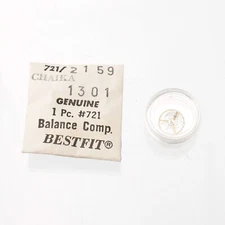 721/2159
CHAIKA
1301
GENUINE
1 Pc. #721
Balance Comp.
BESTFIT®